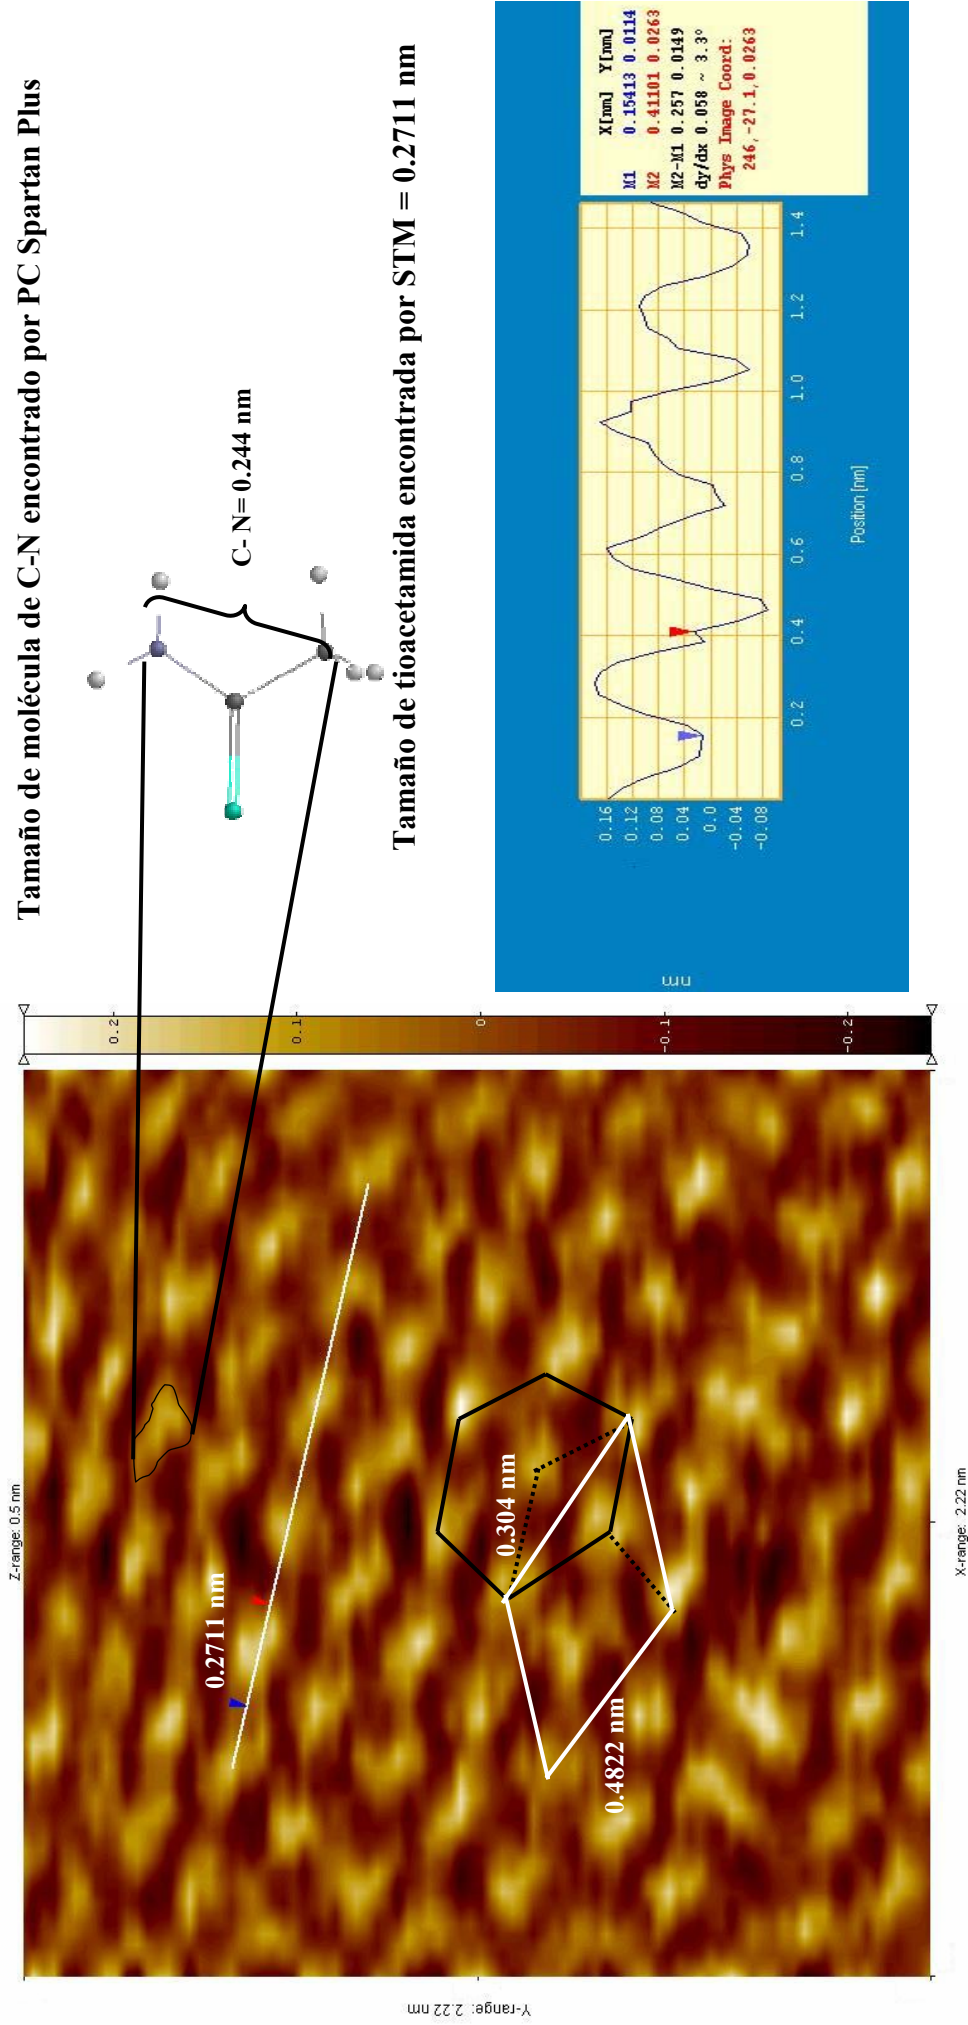 Tamaño de molécula de C-N encontrado por PC Spartan Plus
C- N= 0.244 nm
Tamaño de tioacetamida encontrada por STM = 0.2711 nm
Z-range: 0.5 nm
0.2
0.1
0
-0.1
-0.2
0.2711 nm
0.304 nm
0.4822 nm
Y-range: 2.22 nm
X-range: 2.22 nm
nm
0.16
0.12
0.08
0.04
0.0
-0.04
-0.08
0.2 0.4 0.6 0.8 1.0 1.2 1.4
Position [nm]
X[nm] Y[nm]
M1 0.15413 0.0114
M2 0.41101 0.0263
M2-M1 0.257 0.0149
dy/dx 0.058 ~ 3.3°
Phys Image Coord:
246,-27.1,0.0263